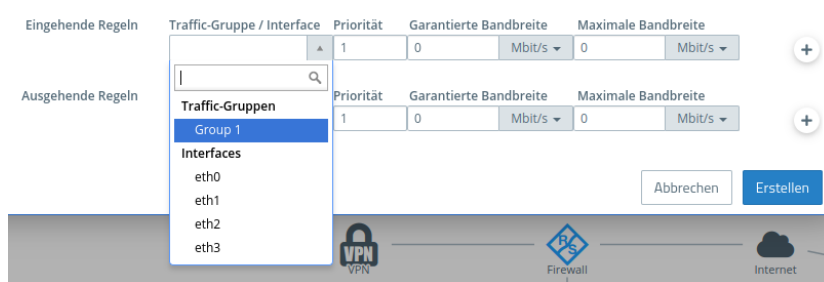 Eingehende Regeln Traffic-Gruppe / Interface Priorität Garantierte Bandbreite Maximale Bandbreite
1 0 Mbit/s 0 Mbit/s +
Ausgehende Regeln Priorität Garantierte Bandbreite Maximale Bandbreite
1 0 Mbit/s 0 Mbit/s +
Traffic-Gruppen
Group 1
Interfaces
eth0
eth1
eth2
eth3
Abbrechen Erstellen
VPN
VPN
R S
Firewall
Internet